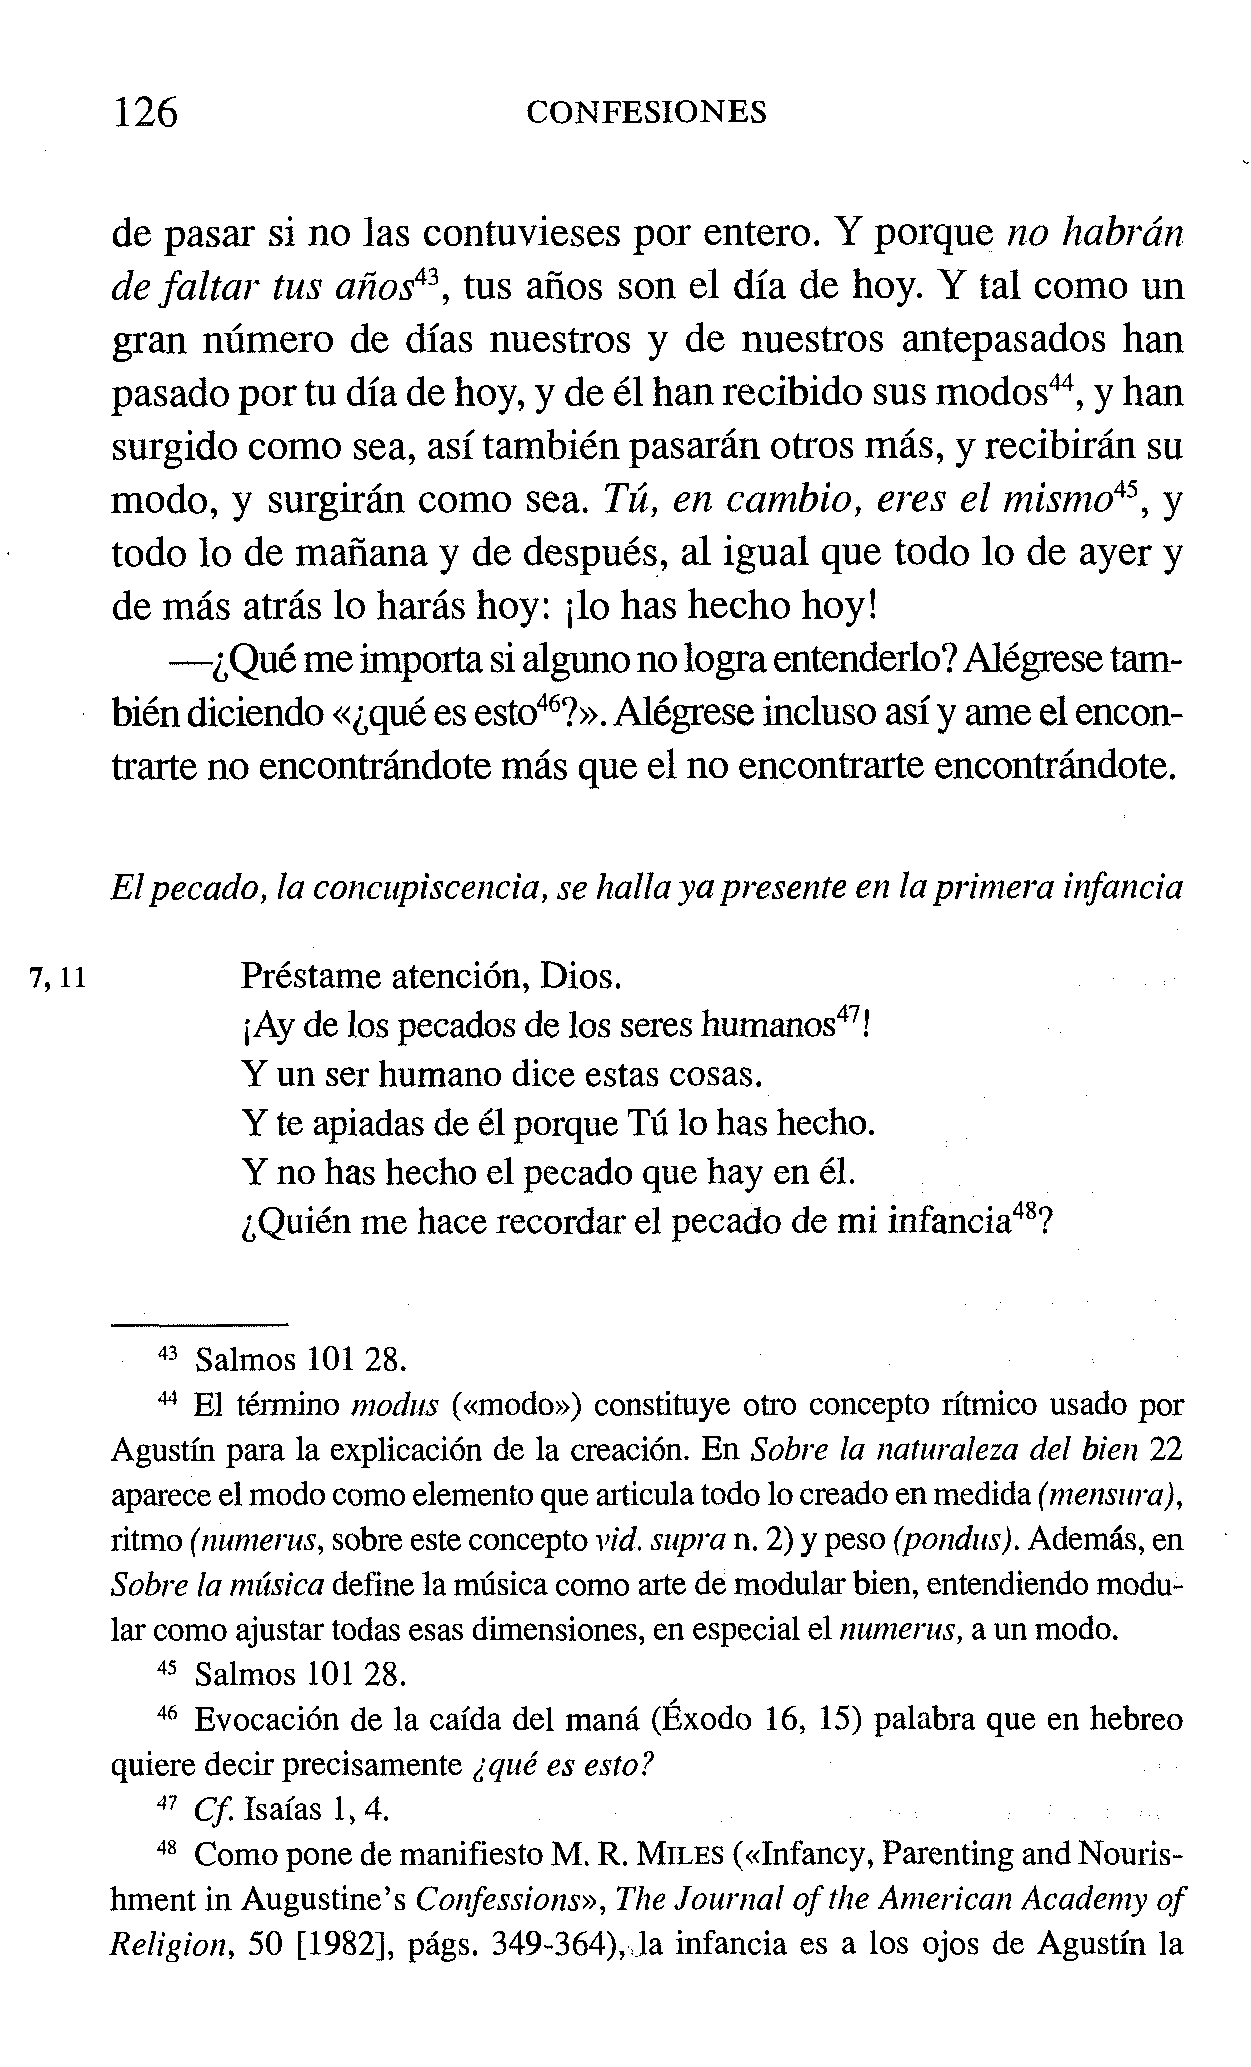 126 CONFESIONES
de pasar si no las contuvieses por entero. Y porque no habrán
de faltar tus años⁴³, tus años son el día de hoy. Y tal como un
gran número de días nuestros y de nuestros antepasados han
pasado por tu día de hoy, y de él han recibido sus modos⁴⁴, y han
surgido como sea, así también pasarán otros más, y recibirán su
modo, y surgirán como sea. Tú, en cambio, eres el mismo⁴⁵, y
todo lo de mañana y de después, al igual que todo lo de ayer y
de más atrás lo harás hoy: ¡lo has hecho hoy!
—¿Qué me importa si alguno no logra entenderlo? Alégrese tam-
bién diciendo «¿qué es esto⁴⁶?». Alégrese incluso así y ame el encon-
trarte no encontrándote más que el no encontrarte encontrándote.
El pecado, la concupiscencia, se halla ya presente en la primera infancia
7, 11 Préstame atención, Dios.
¡Ay de los pecados de los seres humanos⁴⁷!
Y un ser humano dice estas cosas.
Y te apiadas de él porque Tú lo has hecho.
Y no has hecho el pecado que hay en él.
¿Quién me hace recordar el pecado de mi infancia⁴⁸?
⁴³ Salmos 101 28.
⁴⁴ El término modus («modo») constituye otro concepto rítmico usado por
Agustín para la explicación de la creación. En Sobre la naturaleza del bien 22
aparece el modo como elemento que articula todo lo creado en medida (mensura),
ritmo (numerus, sobre este concepto vid. supra n. 2) y peso (pondus). Además, en
Sobre la música define la música como arte de modular bien, entendiendo modu-
lar como ajustar todas esas dimensiones, en especial el numerus, a un modo.
⁴⁵ Salmos 101 28.
⁴⁶ Evocación de la caída del maná (Éxodo 16, 15) palabra que en hebreo
quiere decir precisamente ¿qué es esto?
⁴⁷ Cf. Isaías 1, 4.
⁴⁸ Como pone de manifiesto M. R. MILES («Infancy, Parenting and Nouris-
hment in Augustine's Confessions», The Journal of the American Academy of
Religion, 50 [1982], págs. 349-364), la infancia es a los ojos de Agustín la